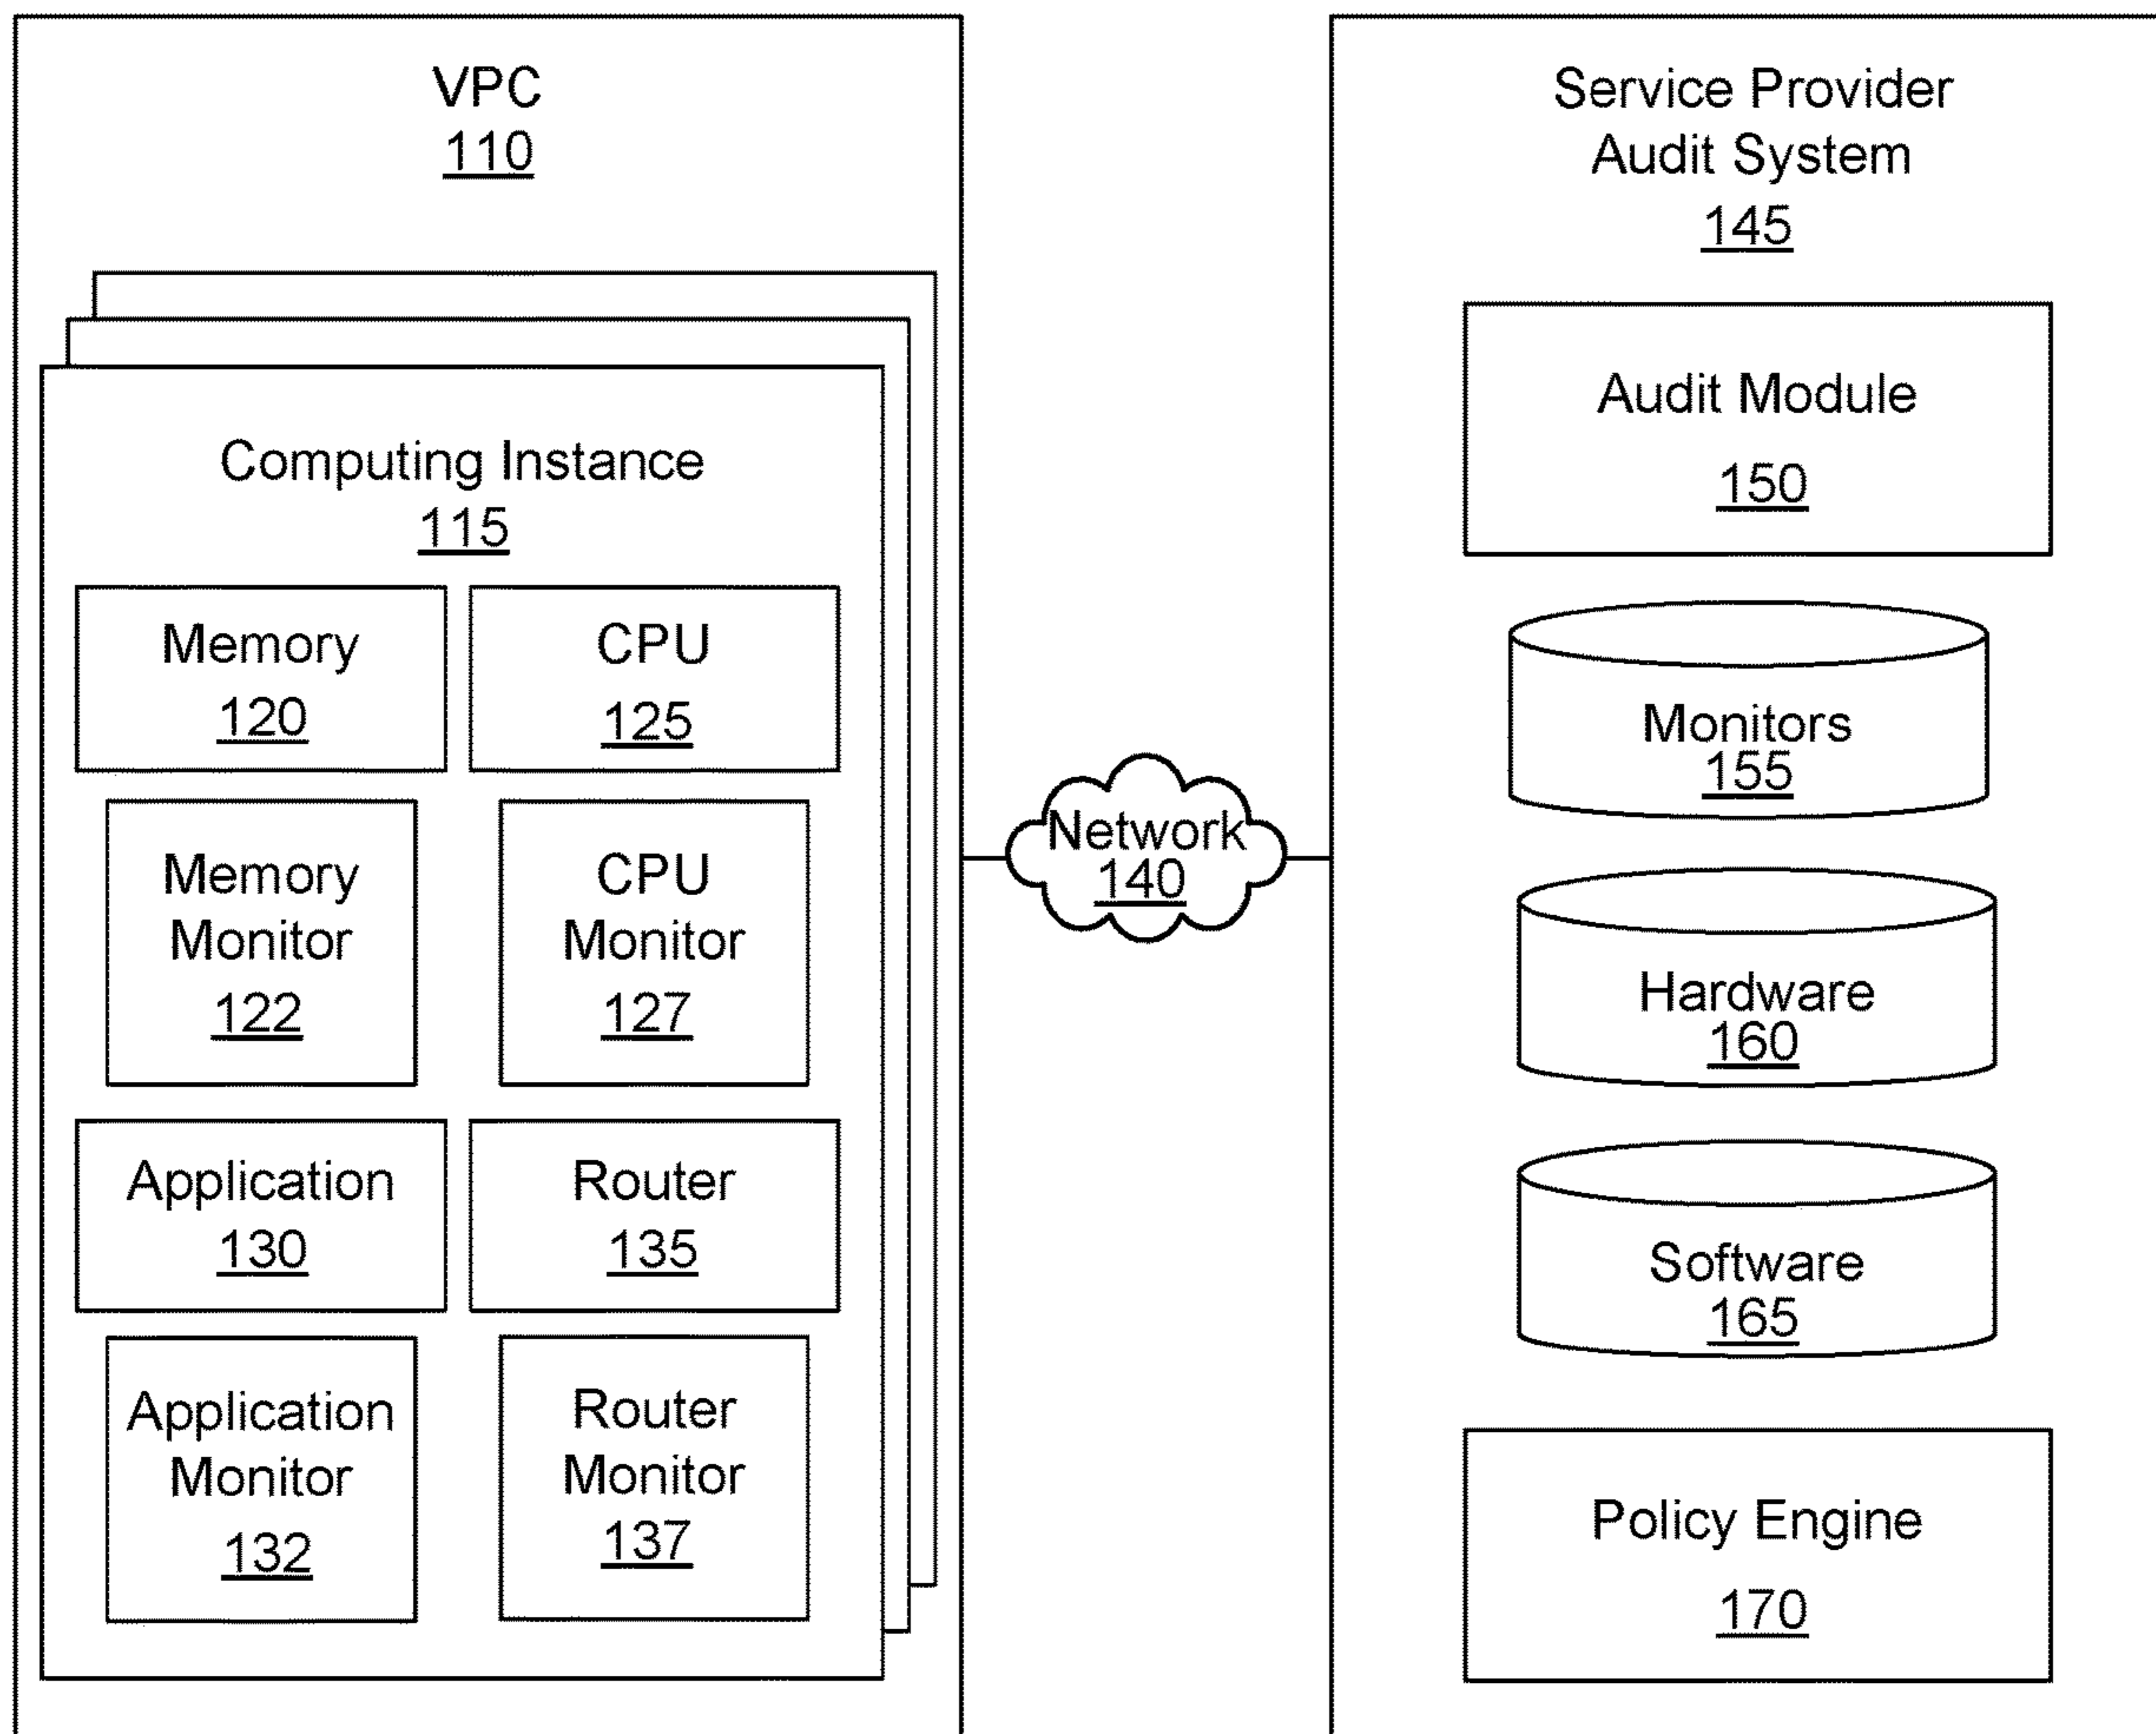 VPC
110
Computing Instance
115
Memory
120
CPU
125
Memory
Monitor
122
CPU
Monitor
127
Application
130
Router
135
Application
Monitor
132
Router
Monitor
137
Network
140
Service Provider
Audit System
145
Audit Module
150
Monitors
155
Hardware
160
Software
165
Policy Engine
170